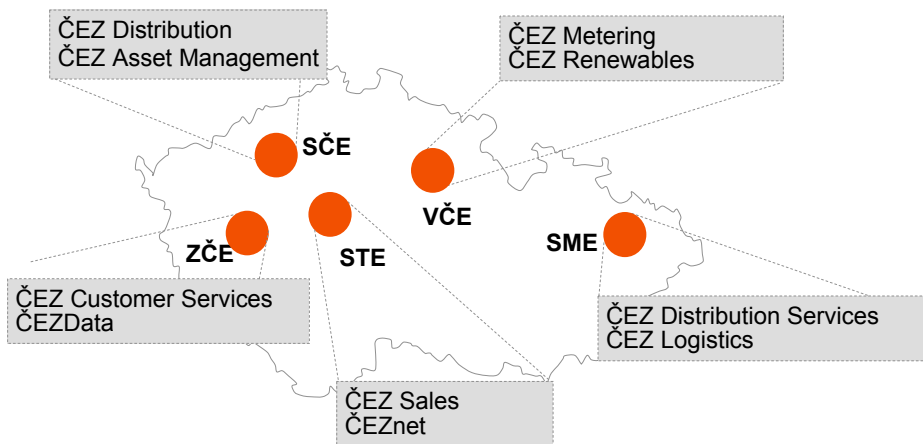 ČEZ Distribution
ČEZ Asset Management
ČEZ Metering
ČEZ Renewables
SČE
VČE
ZČE
STE
SME
ČEZ Customer Services
ČEZData
ČEZ Distribution Services
ČEZ Logistics
ČEZ Sales
ČEZnet